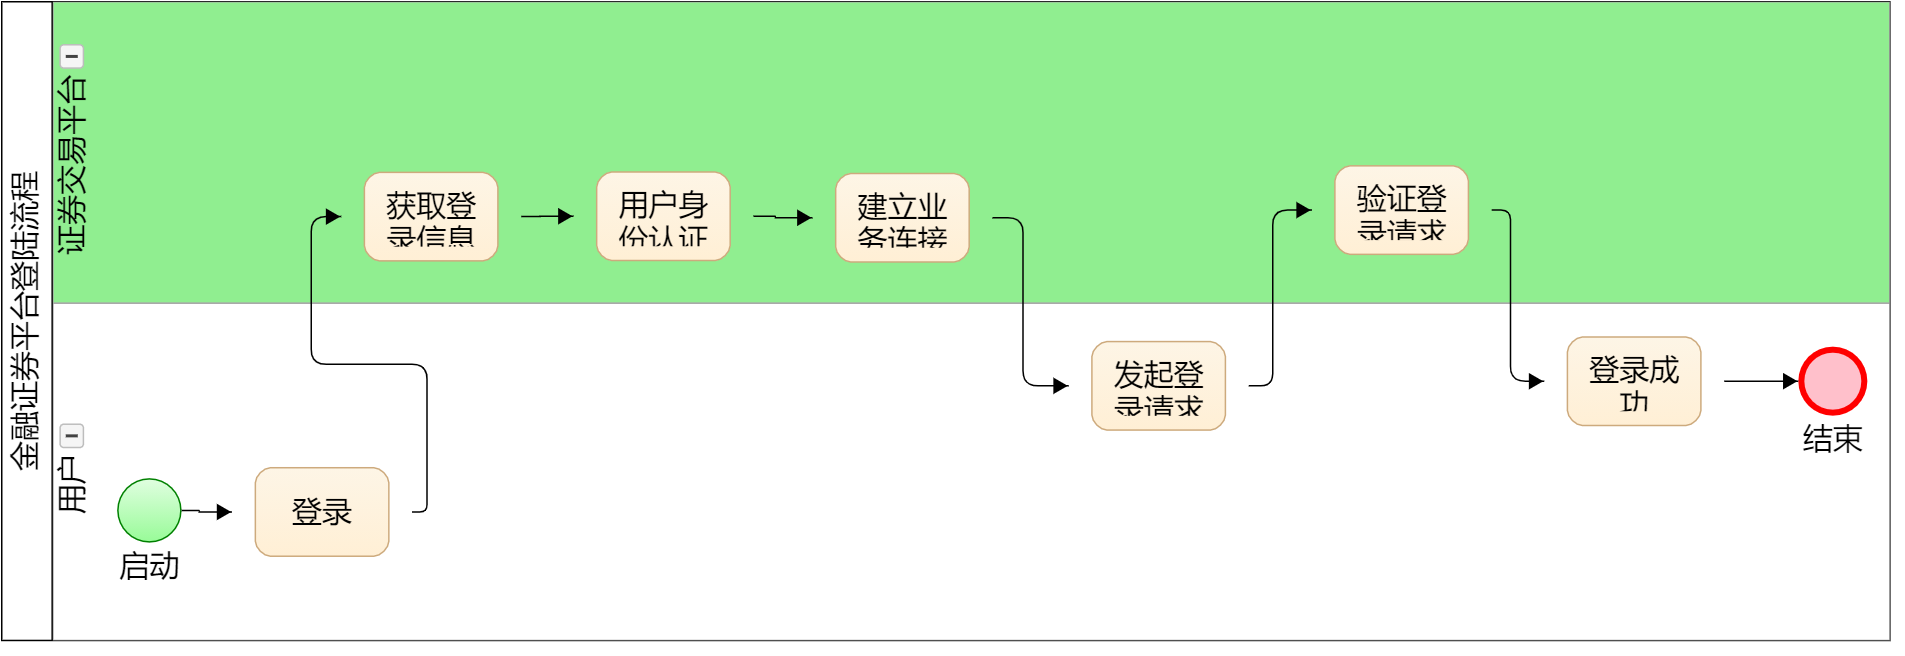 金融证券平台登陆流程
证券交易平台
获取登
录信息
用户身
份认证
建立业
务连接
验证登
录请求
用户
启动
登录
发起登
录请求
登录成
功
结束